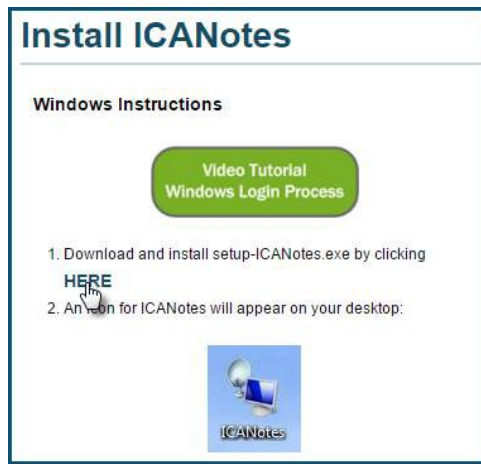 Install ICANotes
Windows Instructions
Video Tutorial
Windows Login Process
1. Download and install setup-ICANotes.exe by clicking
HERE
2. An icon for ICANotes will appear on your desktop:
ICANotes